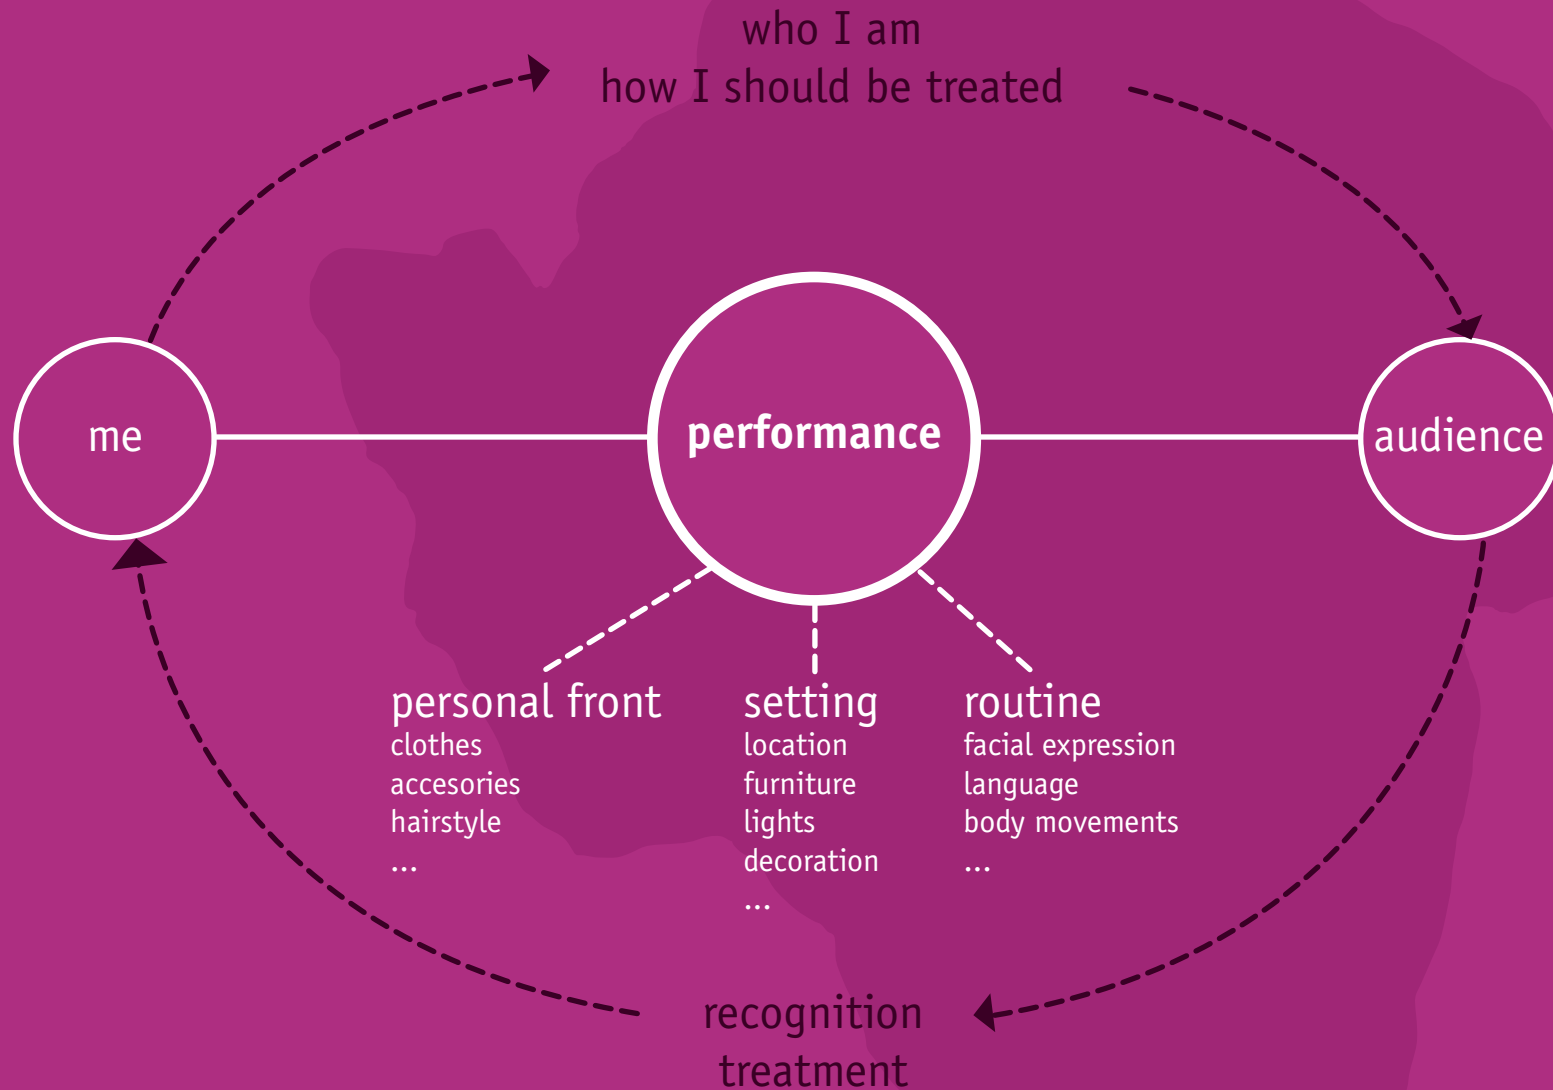 who I am
how I should be treated
me
performance
audience
personal front
clothes
accesories
hairstyle
...
setting
location
furniture
lights
decoration
...
routine
facial expression
language
body movements
...
recognition
treatment